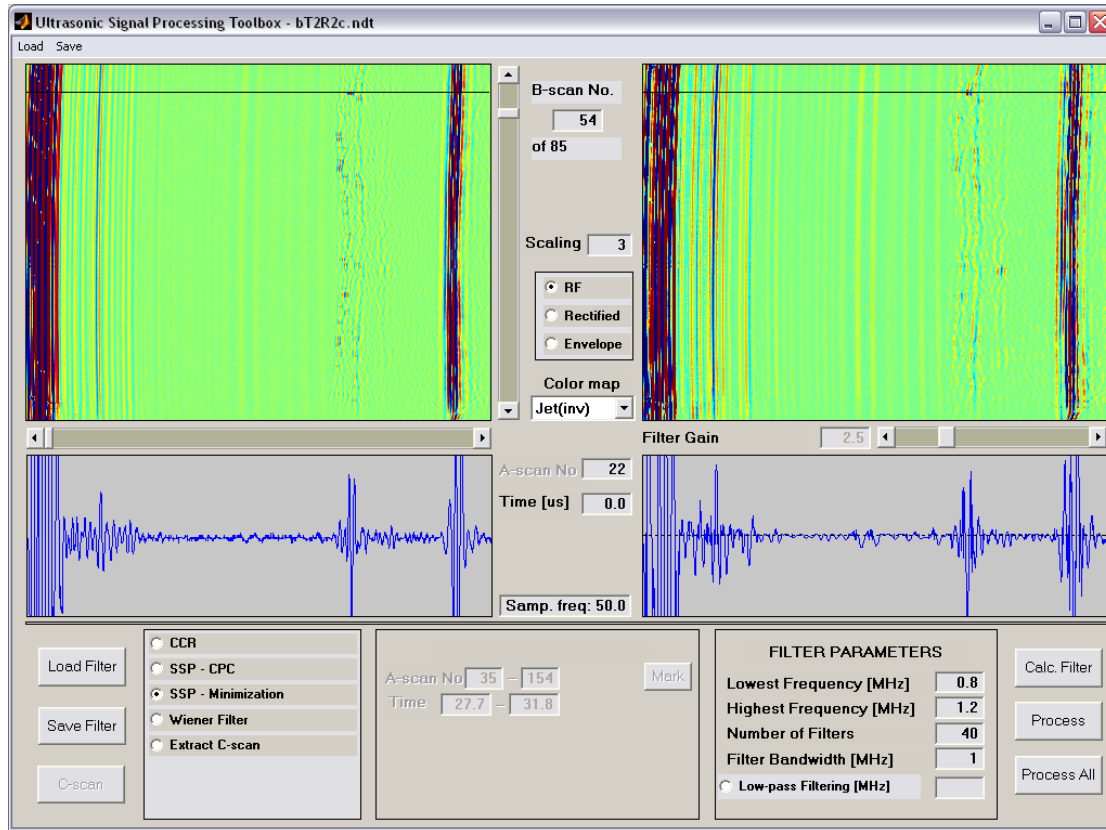 Ultrasonic Signal Processing Toolbox - bT2R2c.ndt
Load Save
B-scan No.
54
of 85
Scaling 3
RF
Rectified
Envelope
Color map
Jet(inv)
Filter Gain 2.5
A-scan No 22
Time [us] 0.0
Samp. freq: 50.0
Load Filter
Save Filter
C-scan
CCR
SSP - CPC
SSP - Minimization
Wiener Filter
Extract C-scan
A-scan No 35 - 154
Time 27.7 - 31.8
Mark
FILTER PARAMETERS
Lowest Frequency [MHz] 0.8
Highest Frequency [MHz] 1.2
Number of Filters 40
Filter Bandwidth [MHz] 1
Low-pass Filtering [MHz]
Calc. Filter
Process
Process All